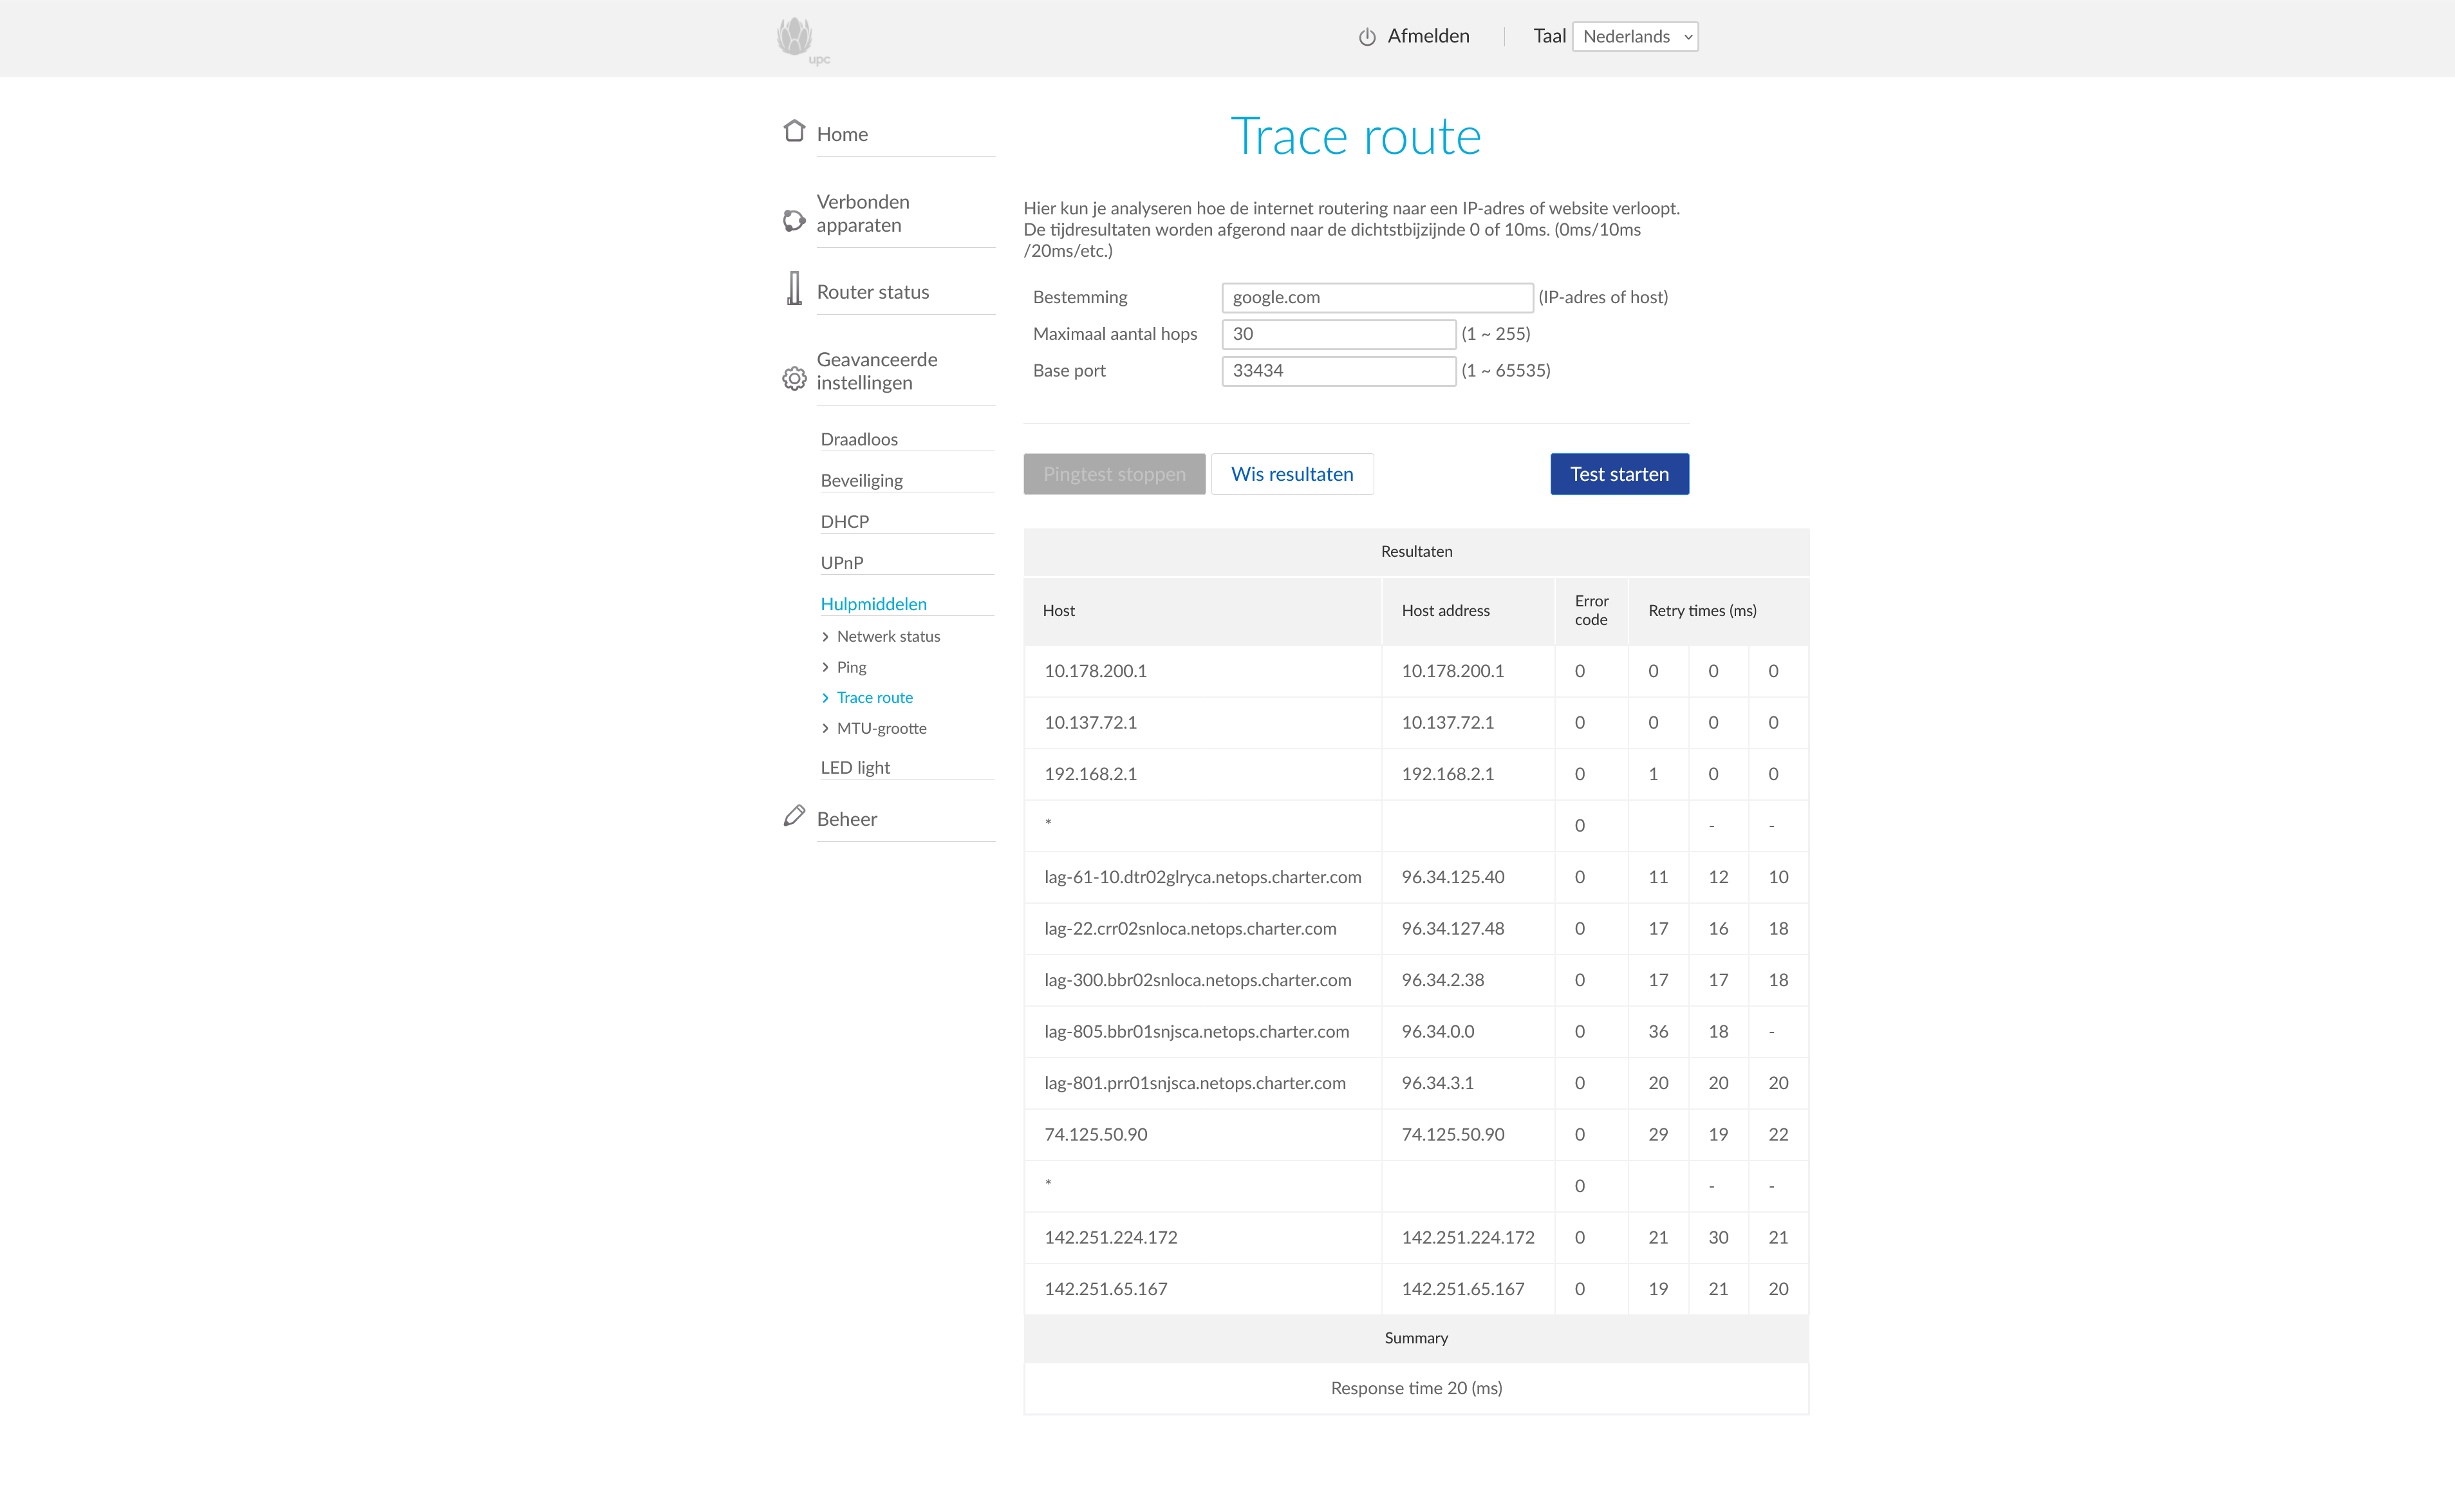 upc
Afmelden
Taal
Nederlands
Home
Verbonden
apparaten
Router status
Geavanceerde
instellingen
Draadloos
Beveiliging
DHCP
UPnP
Hulpmiddelen
Netwerk status
Ping
Trace route
MTU-grootte
LED light
Beheer
Trace route
Hier kun je analyseren hoe de internet routering naar een IP-adres of website verloopt.
De tijdresultaten worden afgerond naar de dichtstbijzijnde 0 of 10ms. (0ms/10ms
/20ms/etc.)
Bestemming google.com (IP-adres of host)
Maximaal aantal hops 30 (1 ~ 255)
Base port 33434 (1 ~ 65535)
Pingtest stoppen Wis resultaten Test starten
Resultaten
Host Host address Error code Retry times (ms)
10.178.200.1 10.178.200.1 0 0 0 0
10.137.72.1 10.137.72.1 0 0 0 0
192.168.2.1 192.168.2.1 0 1 0 0
* 0 - -
lag-61-10.dtr02glryca.netops.charter.com 96.34.125.40 0 11 12 10
lag-22.crr02snloca.netops.charter.com 96.34.127.48 0 17 16 18
lag-300.bbr02snloca.netops.charter.com 96.34.2.38 0 17 17 18
lag-805.bbr01snjsca.netops.charter.com 96.34.0.0 0 36 18 -
lag-801.prr01snjsca.netops.charter.com 96.34.3.1 0 20 20 20
74.125.50.90 74.125.50.90 0 29 19 22
* 0 - -
142.251.224.172 142.251.224.172 0 21 30 21
142.251.65.167 142.251.65.167 0 19 21 20
Summary
Response time 20 (ms)